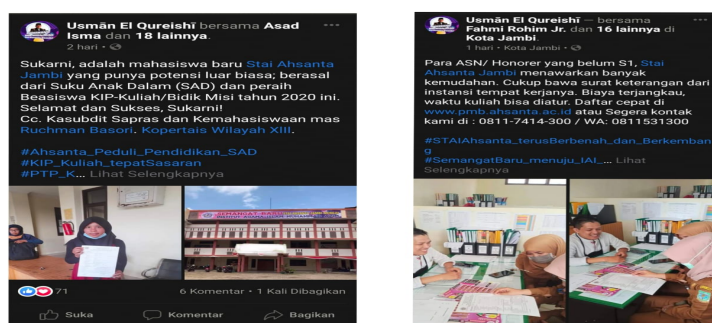 Usmān El Qureishī bersama Asad
Isma dan 18 lainnya.
2 hari •
Sukarni, adalah mahasiswa baru Stai Ahsanta
Jambi yang punya potensi luar biasa; berasal
dari Suku Anak Dalam (SAD) dan peraih
Beasiswa KIP-Kuliah/Bidik Misi tahun 2020 ini.
Selamat dan Sukses, Sukarni!
Cc. Kasubdit Sapras dan Kemahasiswaan mas
Ruchman Basori. Kopertais Wilayah XIII.
#Ahsanta_Peduli_Pendidikan_SAD
#KIP_Kuliah_tepatSasaran
#PTP_K... Lihat Selengkapnya
71
6 Komentar • 1 Kali Dibagikan
Suka
Komentar
Bagikan
Usmān El Qureishī — bersama
Fahmi Rohim Jr. dan 16 lainnya di
Kota Jambi.
1 hari • Kota Jambi •
Para ASN/ Honorer yang belum S1, Stai
Ahsanta Jambi menawarkan banyak
kemudahan. Cukup bawa surat keterangan dari
instansi tempat kerjanya. Biaya terjangkau,
waktu kuliah bisa diatur. Daftar cepat di
www.pmb.ahsanta.ac.id atau Segera kontak
kami di : 0811-7414-300 / WA: 0811531300
#STAIAhsanta_terusBerbenah_dan_Berkemban
g
#SemangatBaru_menuju_IAI_... Lihat
Selengkapnya